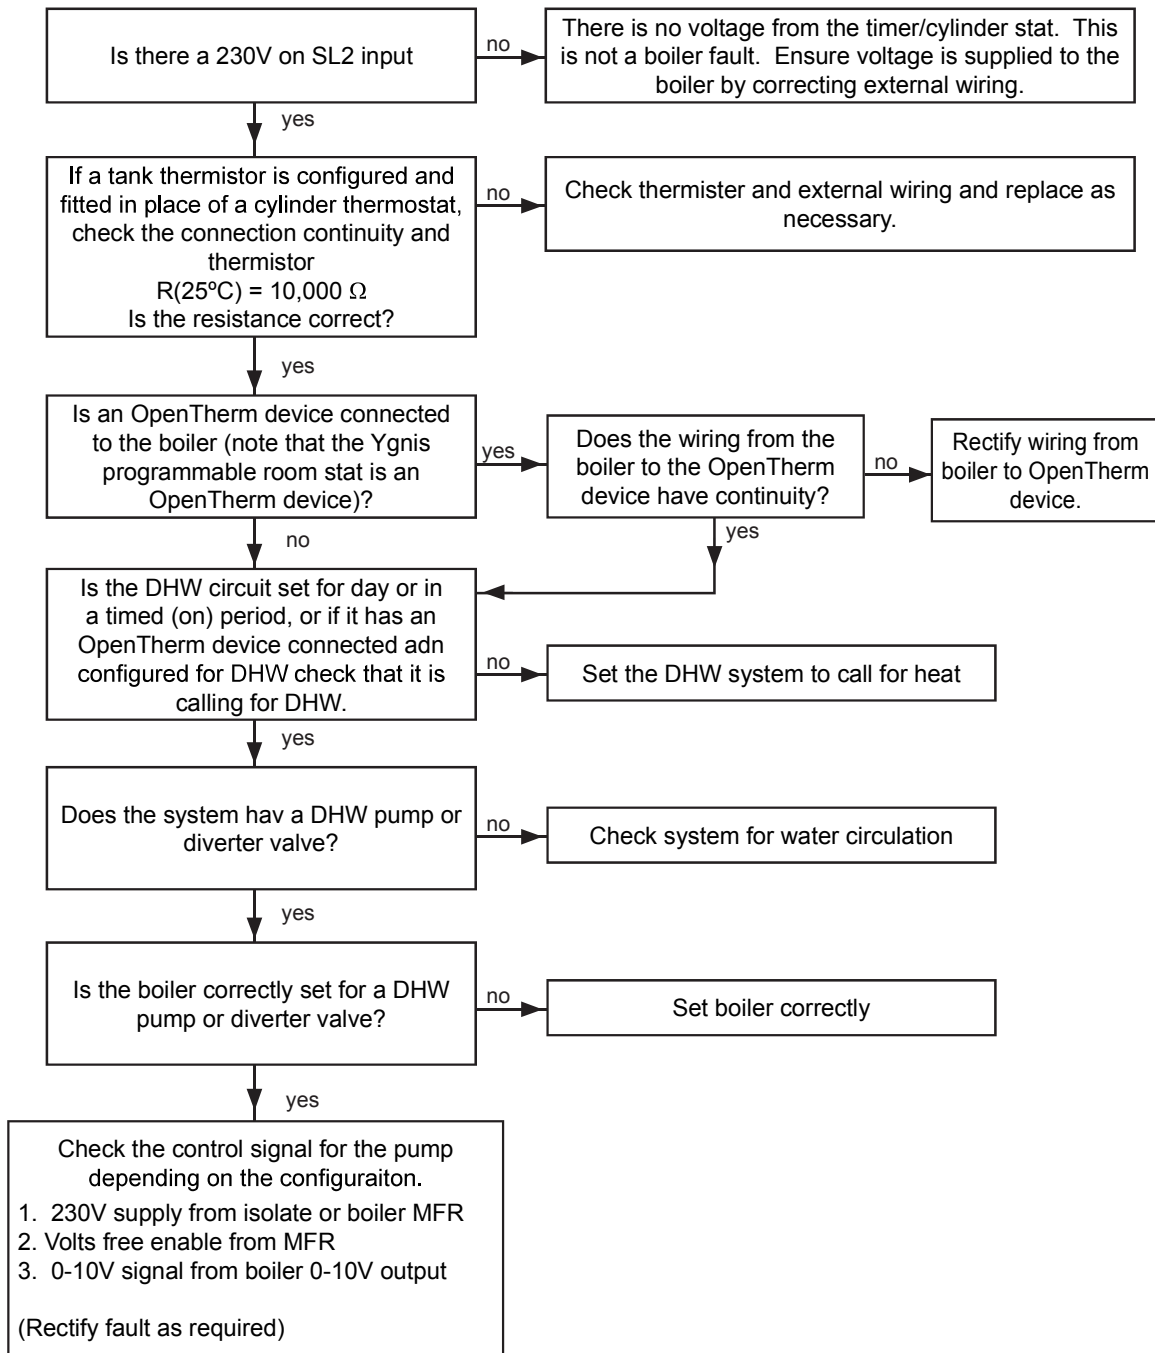 Is there a 230V on SL2 input
no
There is no voltage from the timer/cylinder stat.  This
is not a boiler fault.  Ensure voltage is supplied to the
boiler by correcting external wiring.
yes
If a tank thermistor is configured and
fitted in place of a cylinder thermostat,
check the connection continuity and
thermistor
R(25ºC) = 10,000 Ω
Is the resistance correct?
no
Check thermister and external wiring and replace as
necessary.
yes
Is an OpenTherm device connected
to the boiler (note that the Ygnis
programmable room stat is an
OpenTherm device)?
yes
Does the wiring from the
boiler to the OpenTherm
device have continuity?
no
Rectify wiring from
boiler to OpenTherm
device.
yes
no
Is the DHW circuit set for day or in
a timed (on) period, or if it has an
OpenTherm device connected adn
configured for DHW check that it is
calling for DHW.
no
Set the DHW system to call for heat
yes
Does the system hav a DHW pump or
diverter valve?
no
Check system for water circulation
yes
Is the boiler correctly set for a DHW
pump or diverter valve?
no
Set boiler correctly
yes
Check the control signal for the pump
depending on the configuraiton.
1.  230V supply from isolate or boiler MFR
2. Volts free enable from MFR
3.  0-10V signal from boiler 0-10V output
(Rectify fault as required)